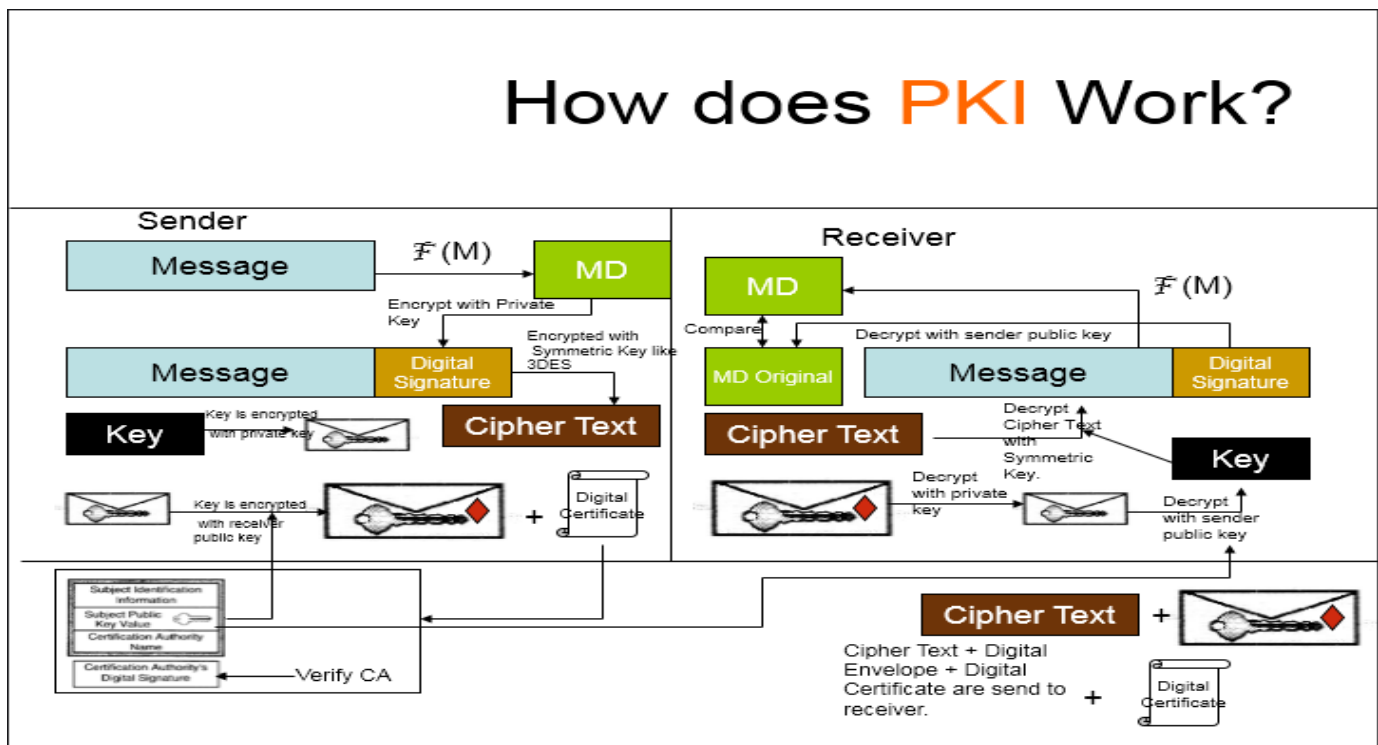 How does PKI Work?
Sender
Message
ℱ (M)
MD
Encrypt with Private
Key
Encrypted with
Symmetric Key like
3DES
Message
Digital
Signature
Key
Key is encrypted
with private key
Cipher Text
Key is encrypted
with receiver
public key
+
Digital
Certificate
Receiver
MD
ℱ (M)
Compare
Decrypt with sender public key
MD Original
Message
Digital
Signature
Cipher Text
Decrypt
Cipher Text
with
Symmetric
Key.
Key
Decrypt
with private
key
Decrypt
with sender
public key
Subject Identification
Information
Subject Public
Key Value
Certification Authority
Name
Certification Authority's
Digital Signature
Verify CA
Cipher Text
+
Cipher Text + Digital
Envelope + Digital
Certificate are send to
receiver.
+
Digital
Certificate